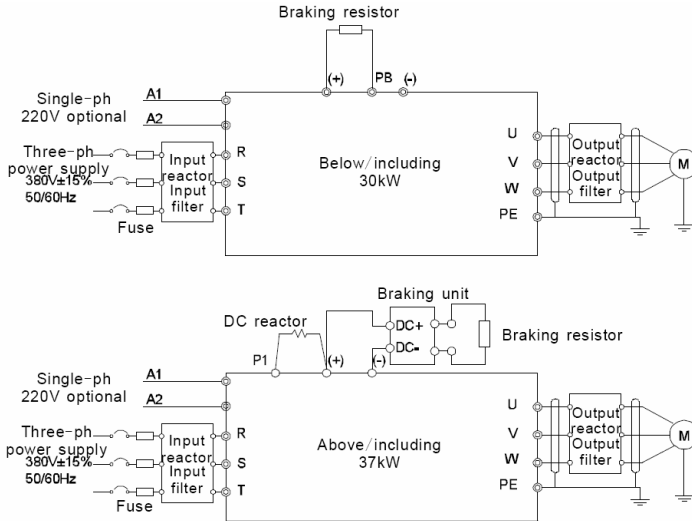 Braking resistor
(+) PB (-)
Single-ph
220V optional
A1
A2
Three-ph
power supply
380V±15%
50/60Hz
Fuse
Input
reactor
Input
filter
R
S
T
Below/including
30kW
U
V
W
PE
Output
reactor
Output
filter
M
Braking unit
DC reactor
DC+
DC-
Braking resistor
P1 (+) (-)
Single-ph
220V optional
A1
A2
Three-ph
power supply
380V±15%
50/60Hz
Fuse
Input
reactor
Input
filter
R
S
T
Above/including
37kW
U
V
W
PE
Output
reactor
Output
filter
M